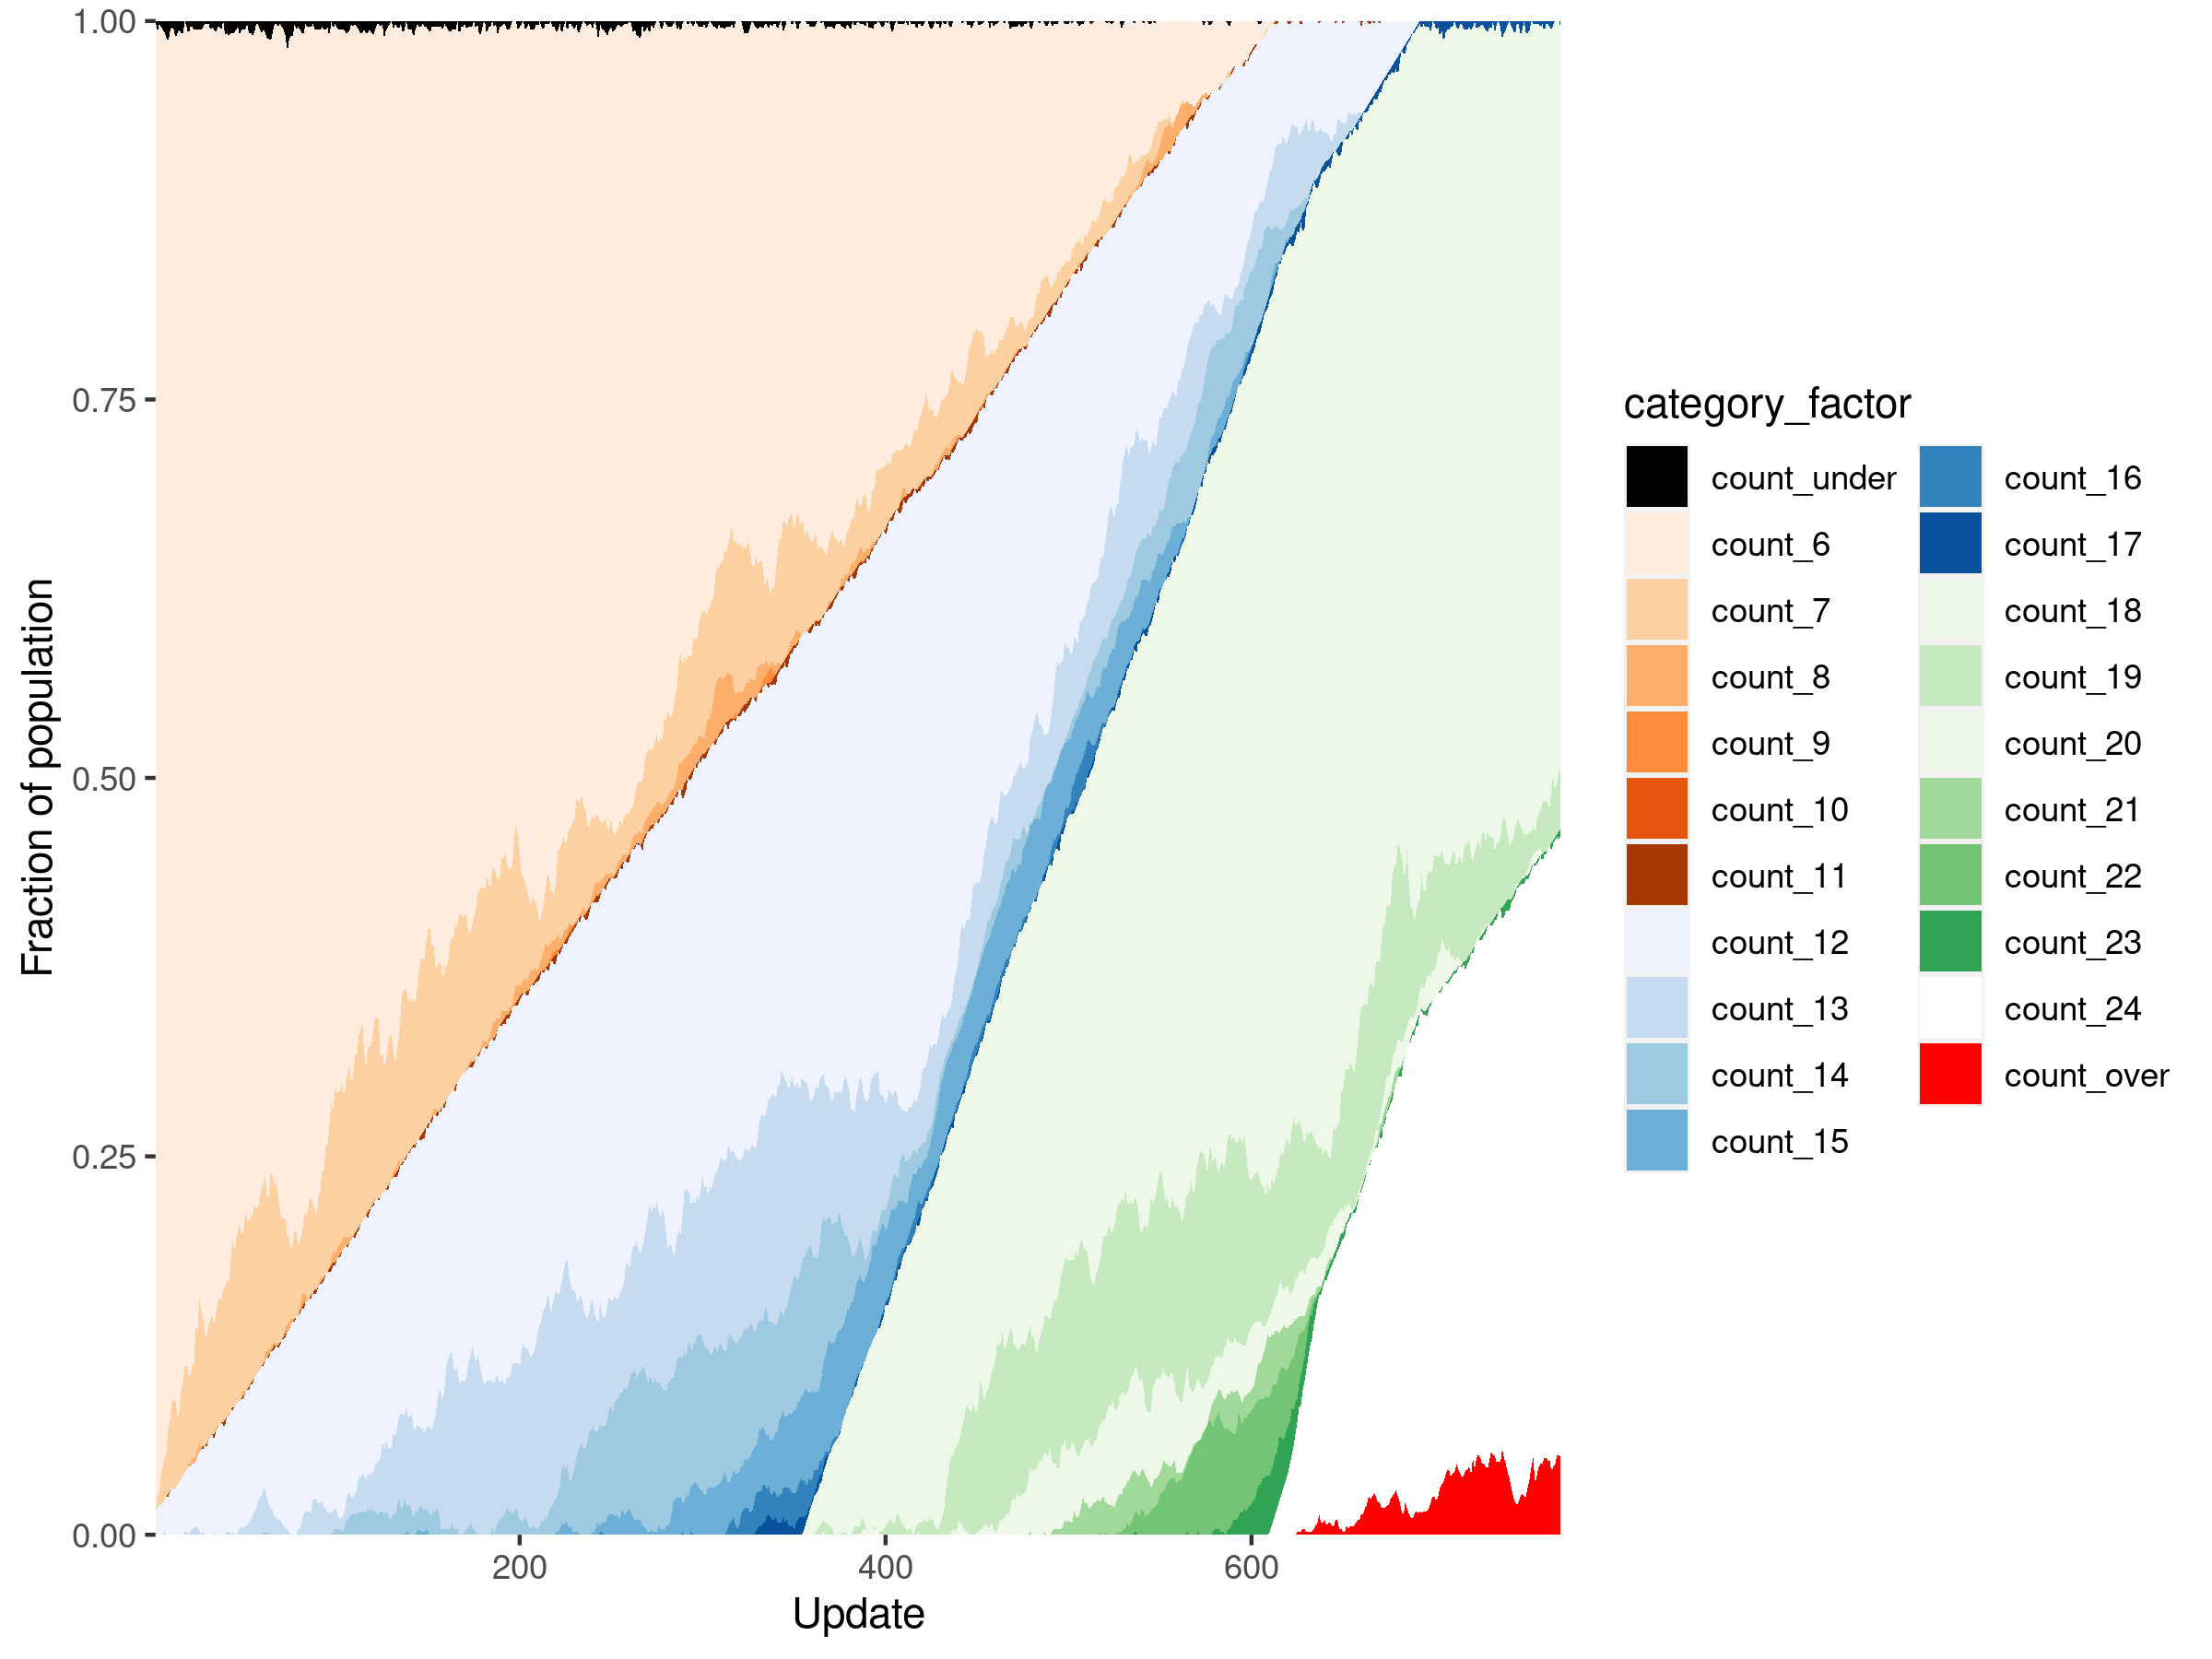 1.00
0.75
0.50
0.25
0.00
200
400
600
Update
Fraction of population
category_factor
count_under
count_6
count_7
count_8
count_9
count_10
count_11
count_12
count_13
count_14
count_15
count_16
count_17
count_18
count_19
count_20
count_21
count_22
count_23
count_24
count_over